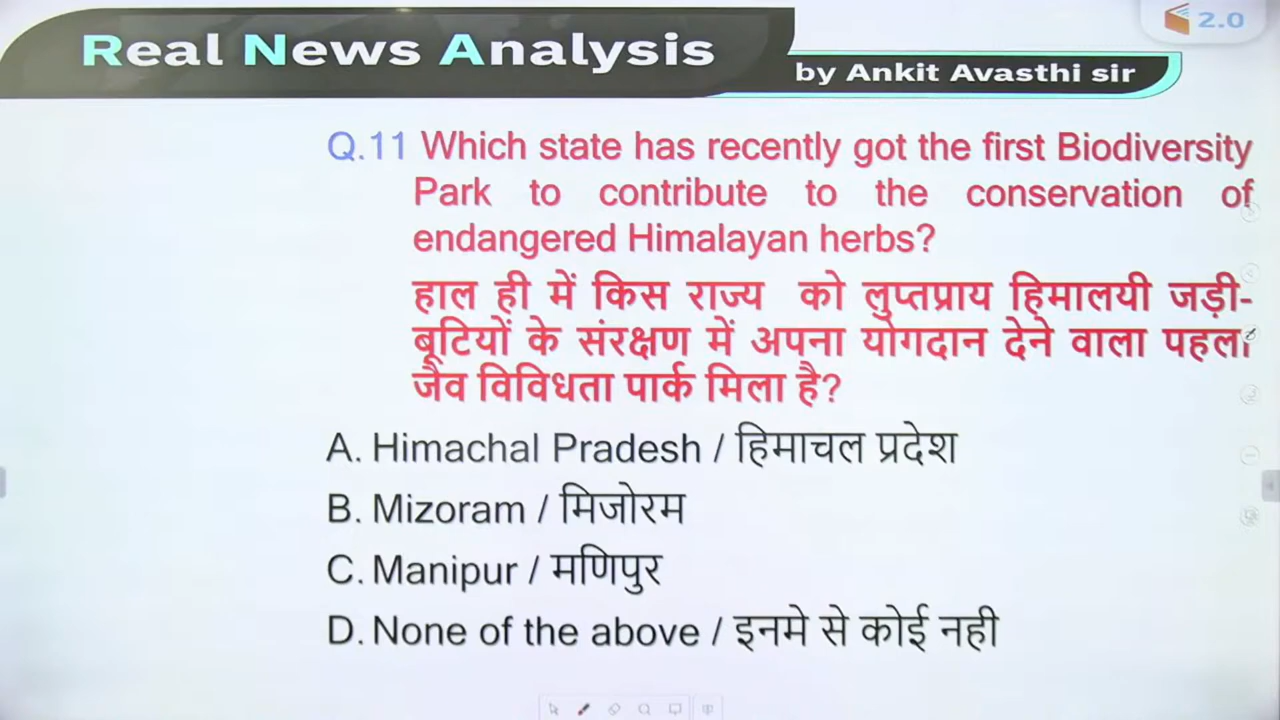 Real News Analysis
by Ankit Avasthi sir
2.0
Q.11 Which state has recently got the first Biodiversity
Park to contribute to the conservation of
endangered Himalayan herbs?
हाल ही में किस राज्य को लुप्तप्राय हिमालयी जड़ी-
बूटियों के संरक्षण में अपना योगदान देने वाला पहला
जैव विविधता पार्क मिला है?
A. Himachal Pradesh / हिमाचल प्रदेश
B. Mizoram / मिजोरम
C. Manipur / मणिपुर
D. None of the above / इनमे से कोई नही